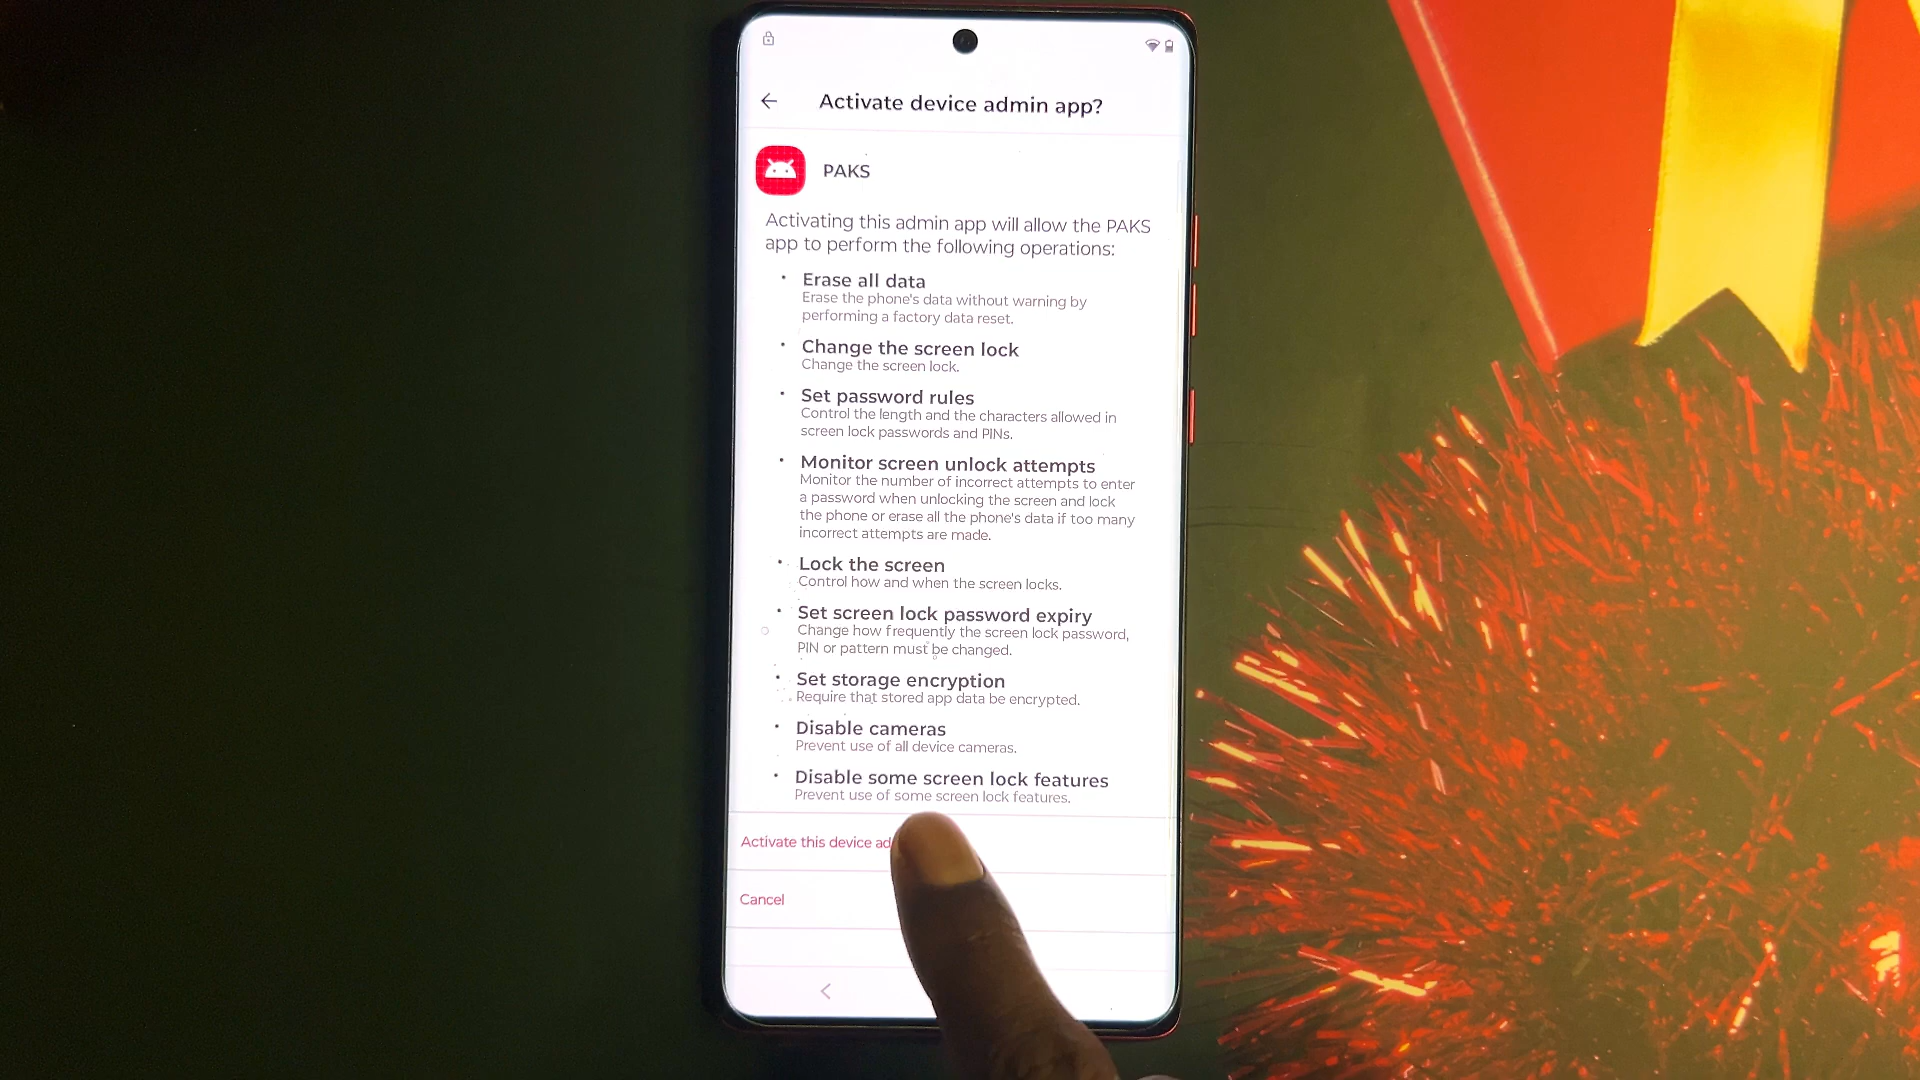 Activate device admin app?
PAKS
Activating this admin app will allow the PAKS
app to perform the following operations:
• Erase all data
Erase the phone's data without warning by
performing a factory data reset.
• Change the screen lock
Change the screen lock.
• Set password rules
Control the length and the characters allowed in
screen lock passwords and PINs.
• Monitor screen unlock attempts
Monitor the number of incorrect attempts to enter
a password when unlocking the screen and lock
the phone or erase all the phone's data if too many
incorrect attempts are made.
• Lock the screen
Control how and when the screen locks.
• Set screen lock password expiry
Change how frequently the screen lock password,
PIN or pattern must be changed.
• Set storage encryption
Require that stored app data be encrypted.
• Disable cameras
Prevent use of all device cameras.
• Disable some screen lock features
Prevent use of some screen lock features.
Activate this device ad
Cancel